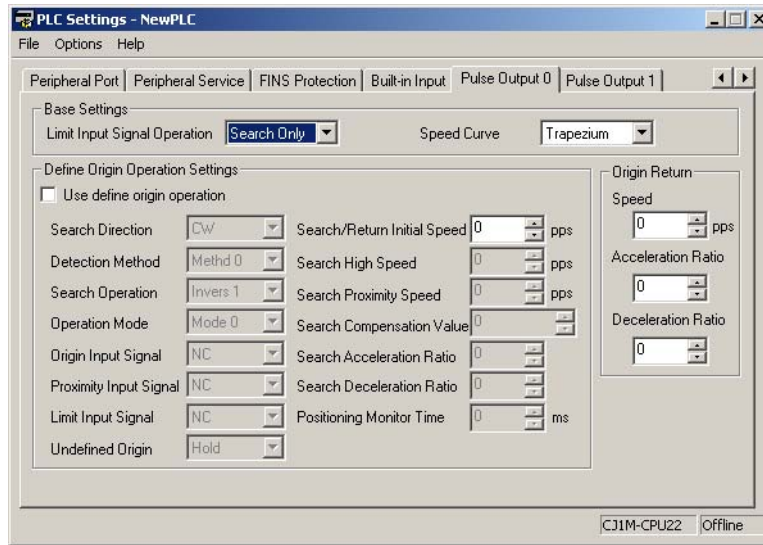 PLC Settings - NewPLC
File Options Help
Peripheral Port Peripheral Service FINS Protection Built-in Input Pulse Output 0 Pulse Output 1
Base Settings
Limit Input Signal Operation Search Only Speed Curve Trapezium
Define Origin Operation Settings
Use define origin operation
Search Direction CW Search/Return Initial Speed 0 pps
Detection Method Methd 0 Search High Speed 0 pps
Search Operation Invers 1 Search Proximity Speed 0 pps
Operation Mode Mode 0 Search Compensation Value 0
Origin Input Signal NC Search Acceleration Ratio 0
Proximity Input Signal NC Search Deceleration Ratio 0
Limit Input Signal NC Positioning Monitor Time 0 ms
Undefined Origin Hold
Origin Return
Speed
0 pps
Acceleration Ratio
0
Deceleration Ratio
0
CJ1M-CPU22 Offline